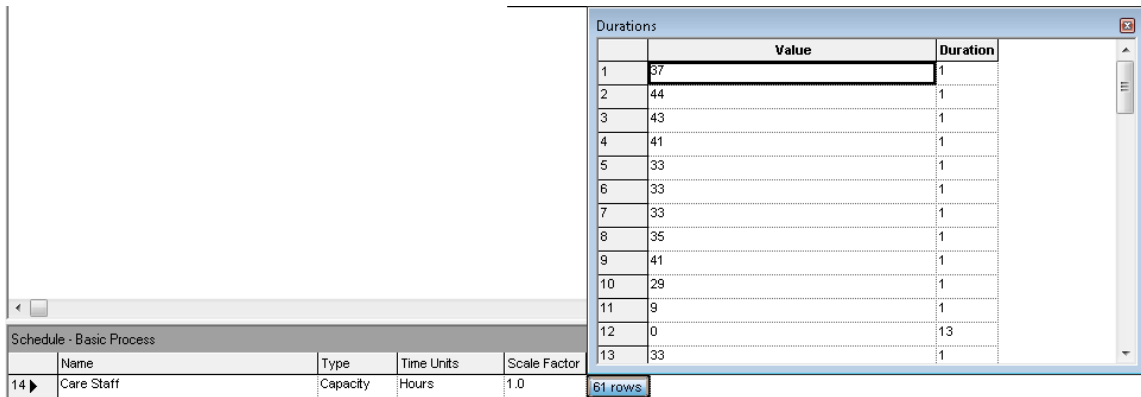 Durations
Value Duration
1 37 1
2 44 1
3 43 1
4 41 1
5 33 1
6 33 1
7 33 1
8 35 1
9 41 1
10 29 1
11 9 1
12 0 13
13 33 1
Schedule - Basic Process
Name Type Time Units Scale Factor
14 Care Staff Capacity Hours 1.0 61 rows